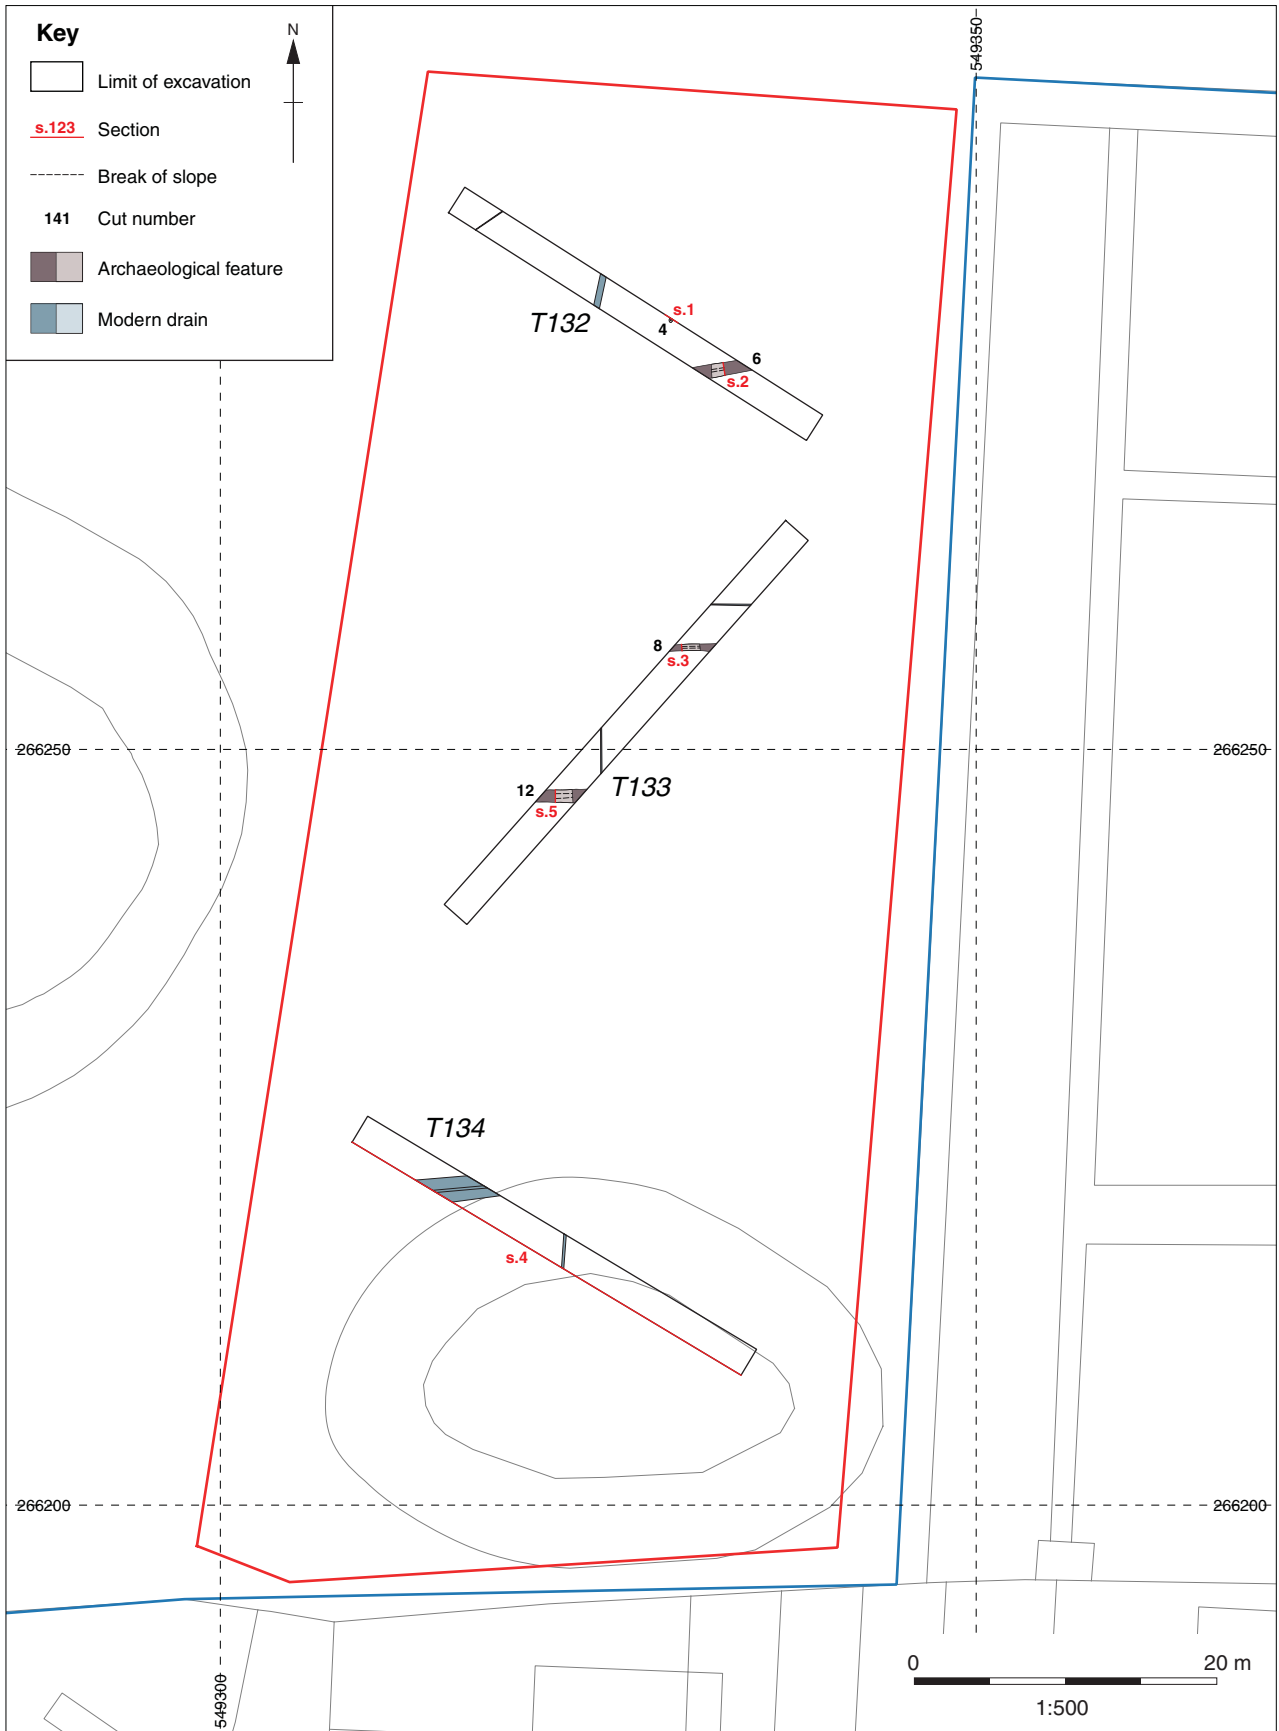 Key
N
Limit of excavation
s.123 Section
Break of slope
141 Cut number
Archaeological feature
Modern drain
549350
T132
s.1
4
6
s.2
8
s.3
266250
266250
T133
12
s.5
T134
s.4
266200
266200
549300
0 20 m
1:500